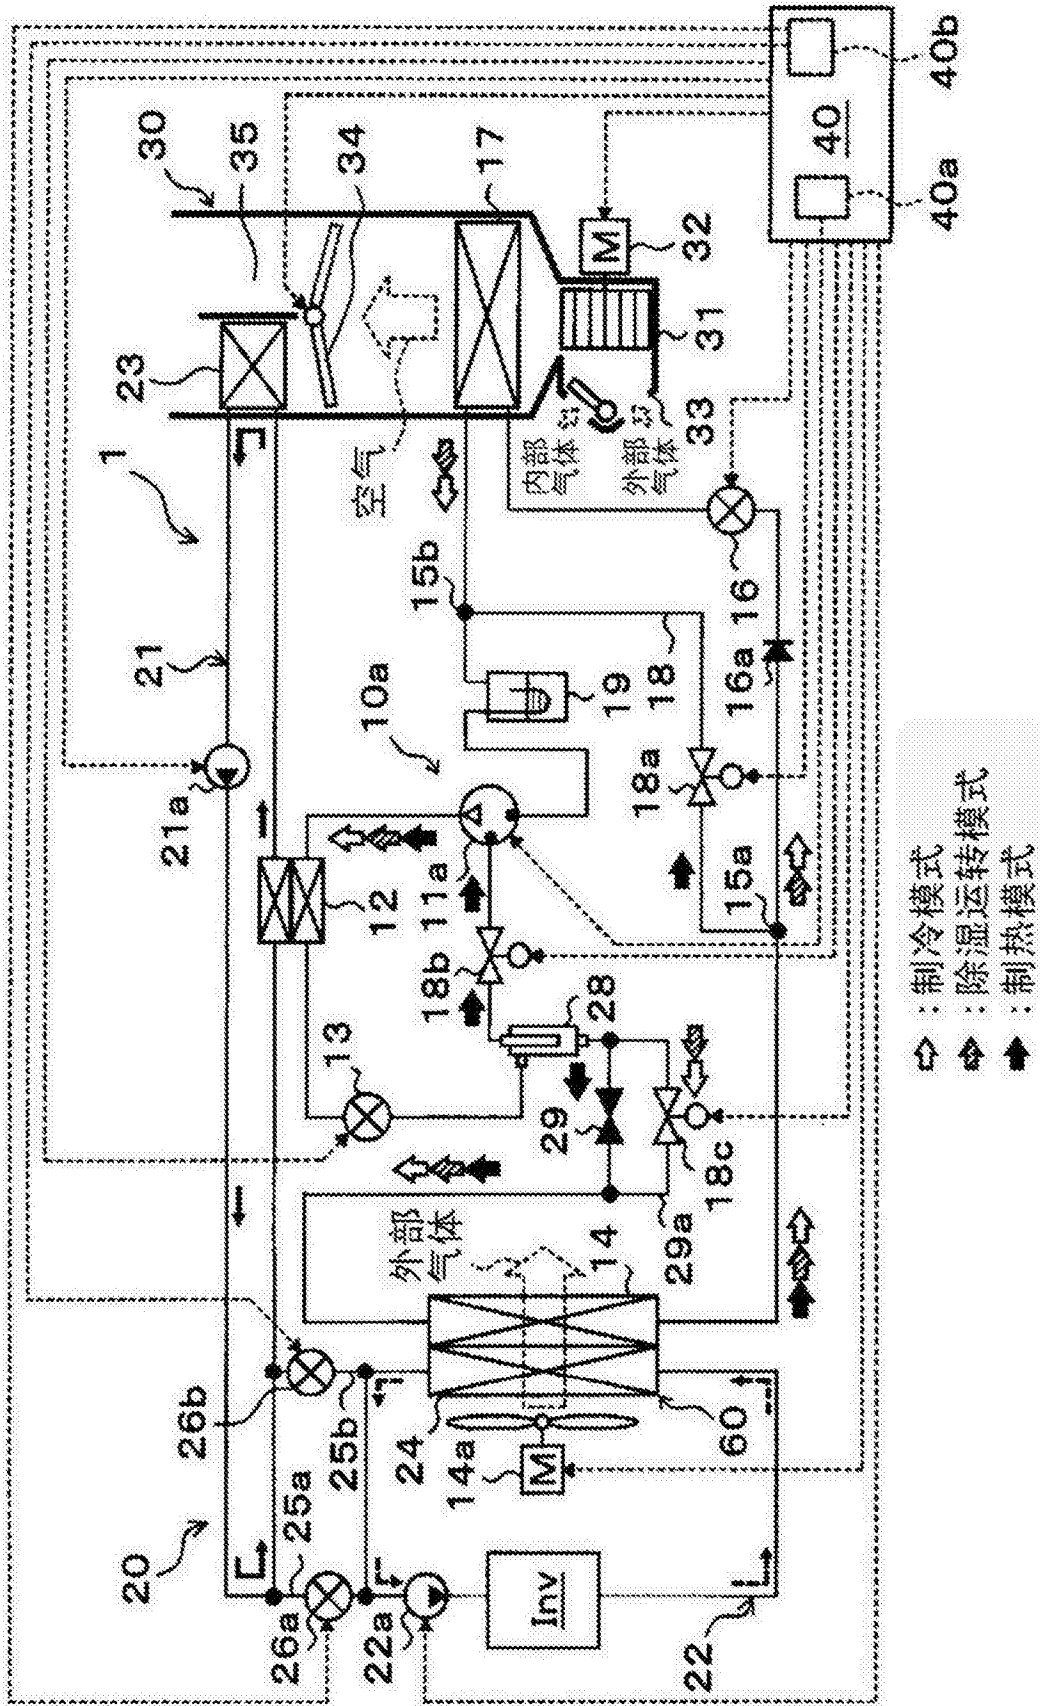 20
1
23
30
21
21a
26b
35
26a
25a
25b
13
34
空气
22a
12
10a
24
外部
气体
15b
18b
11a
14a
17
内部
气体
Inv
M
29
28
14
M
19
外部
气体
18a
18
29a
32
22
33
31
18c
60
15a
16a
16
40
40a
40b
：制冷模式
：除湿运转模式
：制热模式